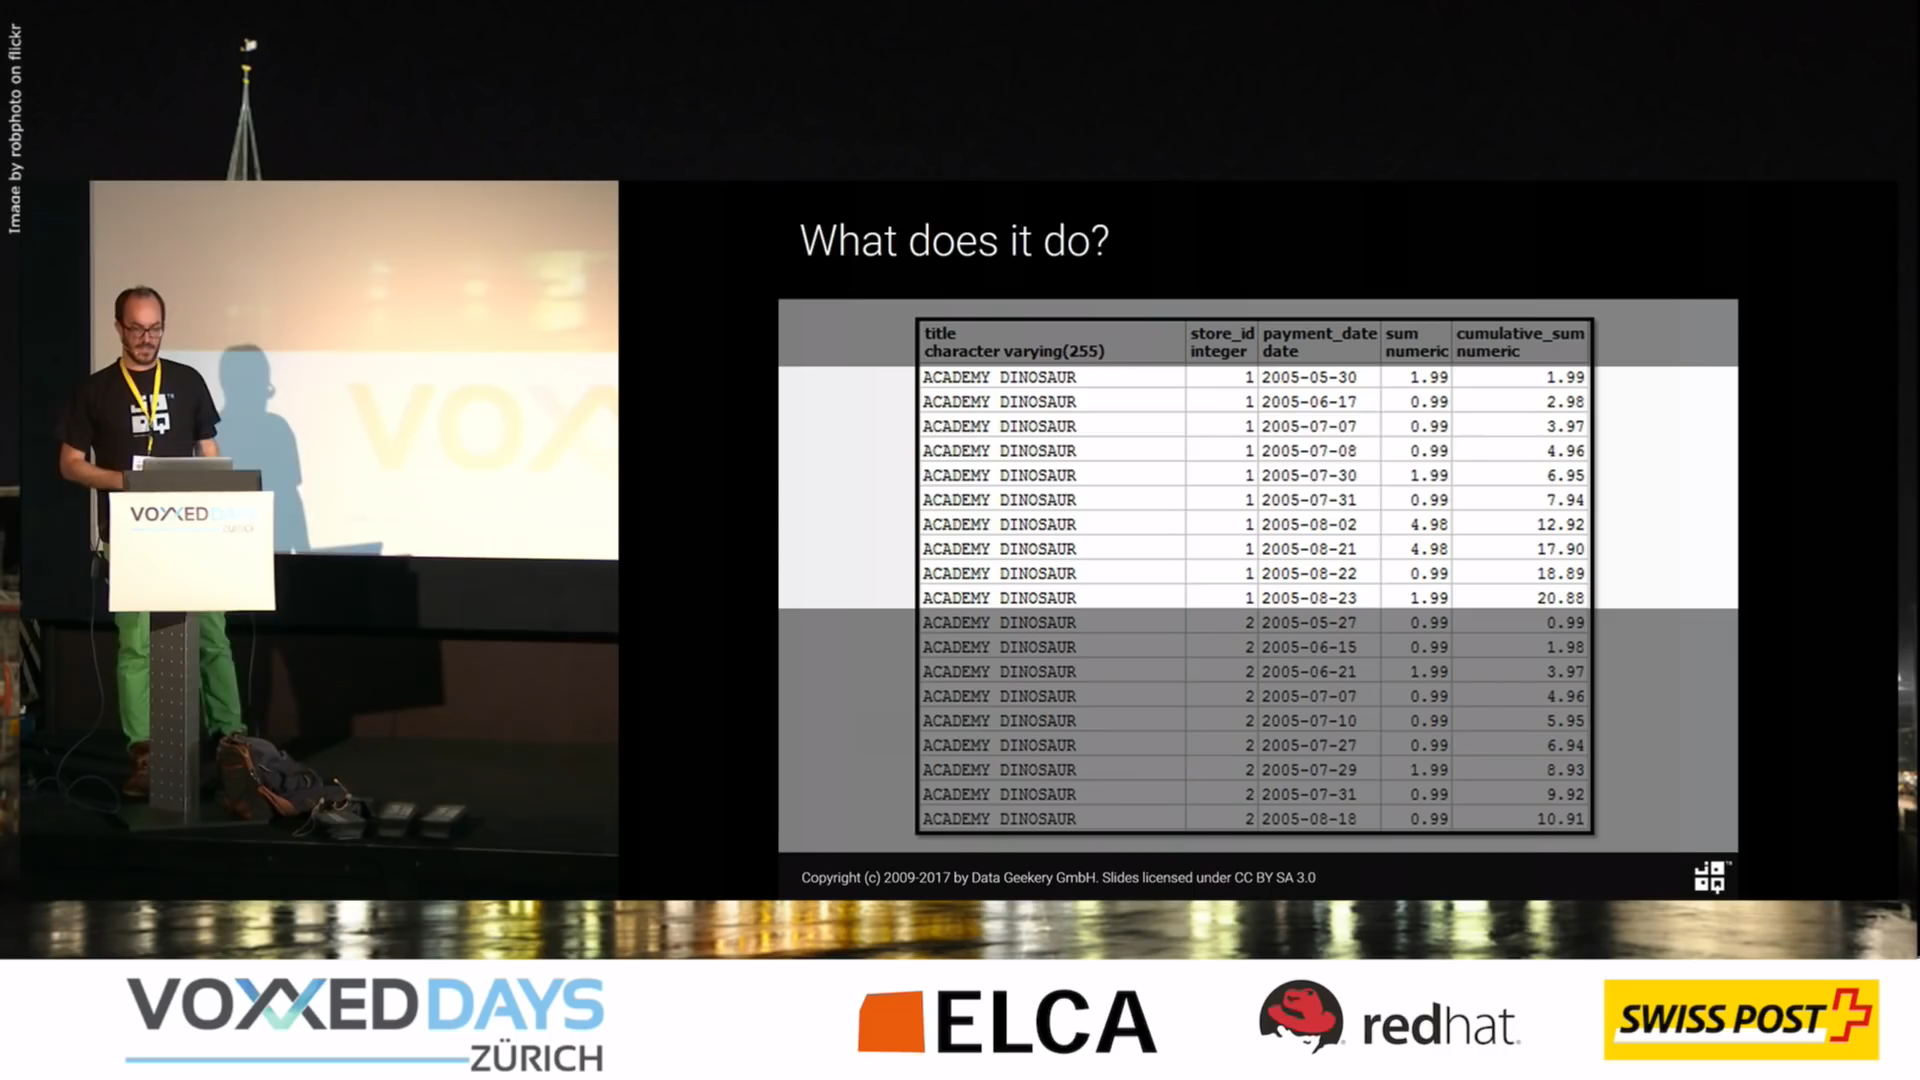 Image by robphoto on flickr
What does it do?
title store_id payment_date sum cumulative_sum
character varying(255) integer date numeric numeric
ACADEMY DINOSAUR 1 2005-05-30 1.99 1.99
ACADEMY DINOSAUR 1 2005-06-17 0.99 2.98
ACADEMY DINOSAUR 1 2005-07-07 0.99 3.97
ACADEMY DINOSAUR 1 2005-07-08 0.99 4.96
ACADEMY DINOSAUR 1 2005-07-30 1.99 6.95
ACADEMY DINOSAUR 1 2005-07-31 0.99 7.94
ACADEMY DINOSAUR 1 2005-08-02 4.98 12.92
ACADEMY DINOSAUR 1 2005-08-21 4.98 17.90
ACADEMY DINOSAUR 1 2005-08-22 0.99 18.89
ACADEMY DINOSAUR 1 2005-08-23 1.99 20.88
ACADEMY DINOSAUR 2 2005-05-27 0.99 0.99
ACADEMY DINOSAUR 2 2005-06-15 0.99 1.98
ACADEMY DINOSAUR 2 2005-06-21 1.99 3.97
ACADEMY DINOSAUR 2 2005-07-07 0.99 4.96
ACADEMY DINOSAUR 2 2005-07-10 0.99 5.95
ACADEMY DINOSAUR 2 2005-07-27 0.99 6.94
ACADEMY DINOSAUR 2 2005-07-29 1.99 8.93
ACADEMY DINOSAUR 2 2005-07-31 0.99 9.92
ACADEMY DINOSAUR 2 2005-08-18 0.99 10.91
Copyright (c) 2009-2017 by Data Geekery GmbH. Slides licensed under CC BY SA 3.0
JOOQ
VOX
JOOQ
VOXXED DAYS
ZÜRICH
VOXXED DAYS
ZÜRICH
ELCA
redhat.
SWISS POST